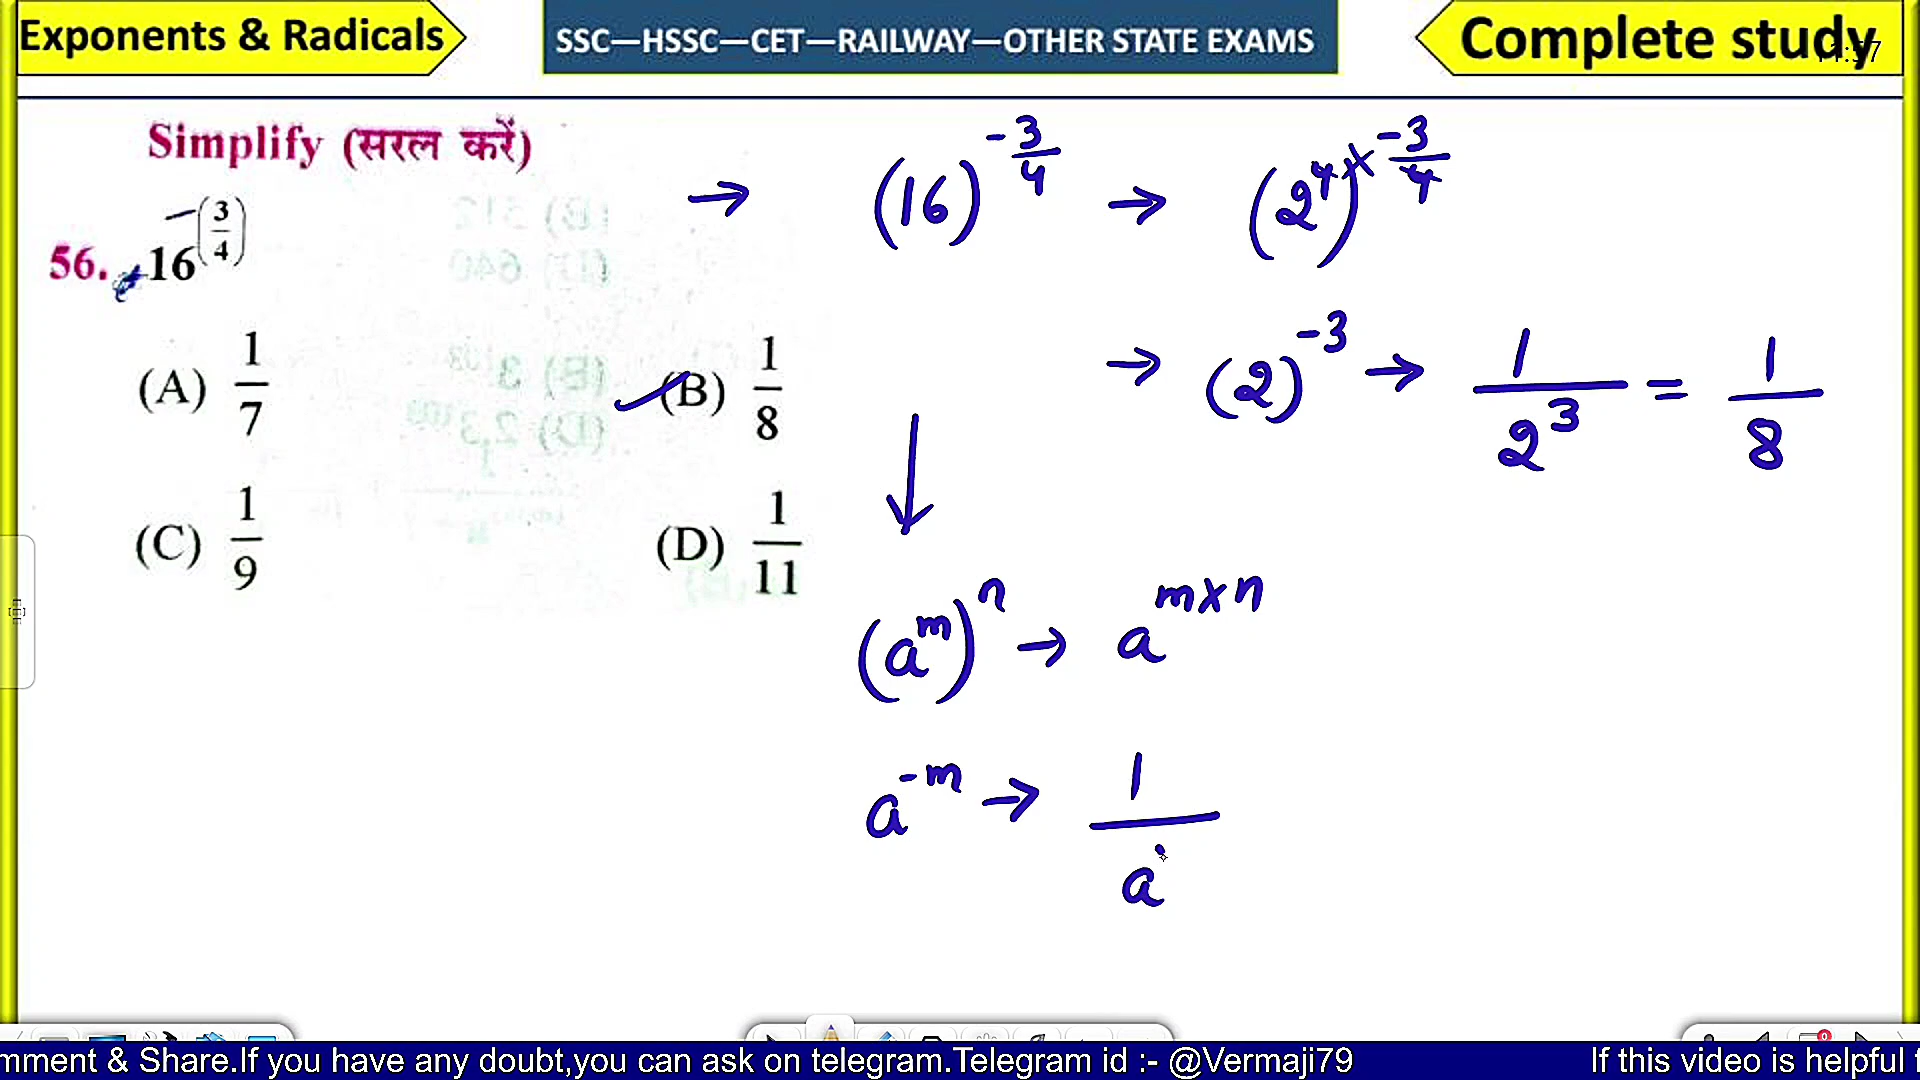 Exponents & Radicals
SSC—HSSC—CET—RAILWAY—OTHER STATE EXAMS
Complete study
Simplify (सरल करें)
56. 16^-(3/4)
(A) 1/7
(B) 1/8
(C) 1/9
(D) 1/11
→ (16)^-3/4 → (2^4)^×-3/4
→ (2)^-3 → 1/2^3 = 1/8
↓
(a^m)^n → a^m×n
a^-m → 1/a
mment & Share.If you have any doubt,you can ask on telegram.Telegram id :- @Vermaji79
If this video is helpful